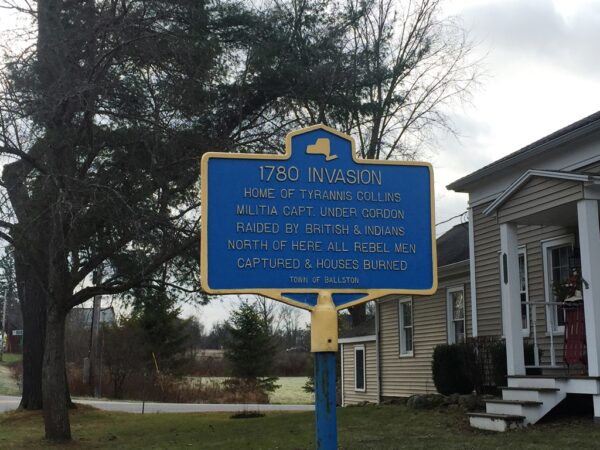 1780 INVASION
HOME OF TYRANNIS COLLINS
MILITIA CAPT. UNDER GORDON
RAIDED BY BRITISH & INDIANS
NORTH OF HERE ALL REBEL MEN
CAPTURED & HOUSES BURNED
TOWN OF BALLSTON